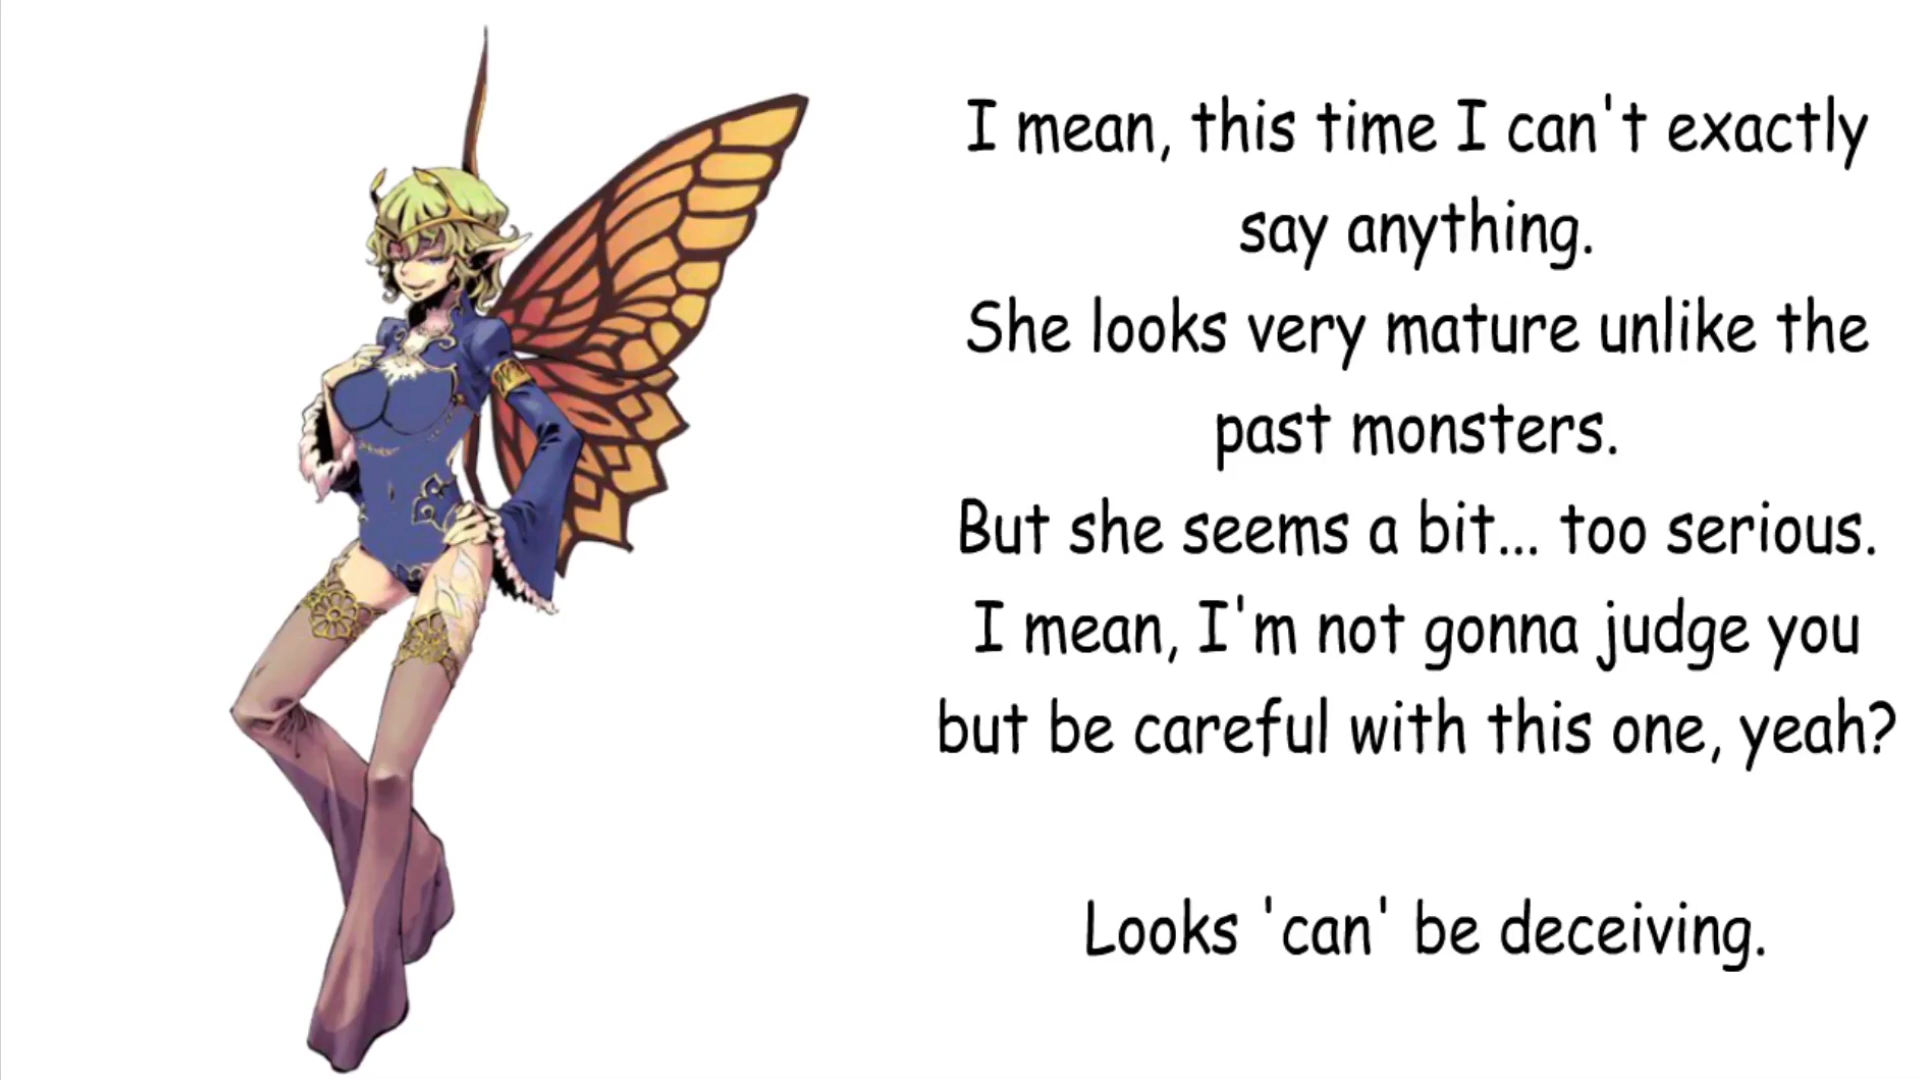 I mean, this time I can't exactly
say anything.
She looks very mature unlike the
past monsters.
But she seems a bit... too serious.
I mean, I'm not gonna judge you
but be careful with this one, yeah?
Looks 'can' be deceiving.